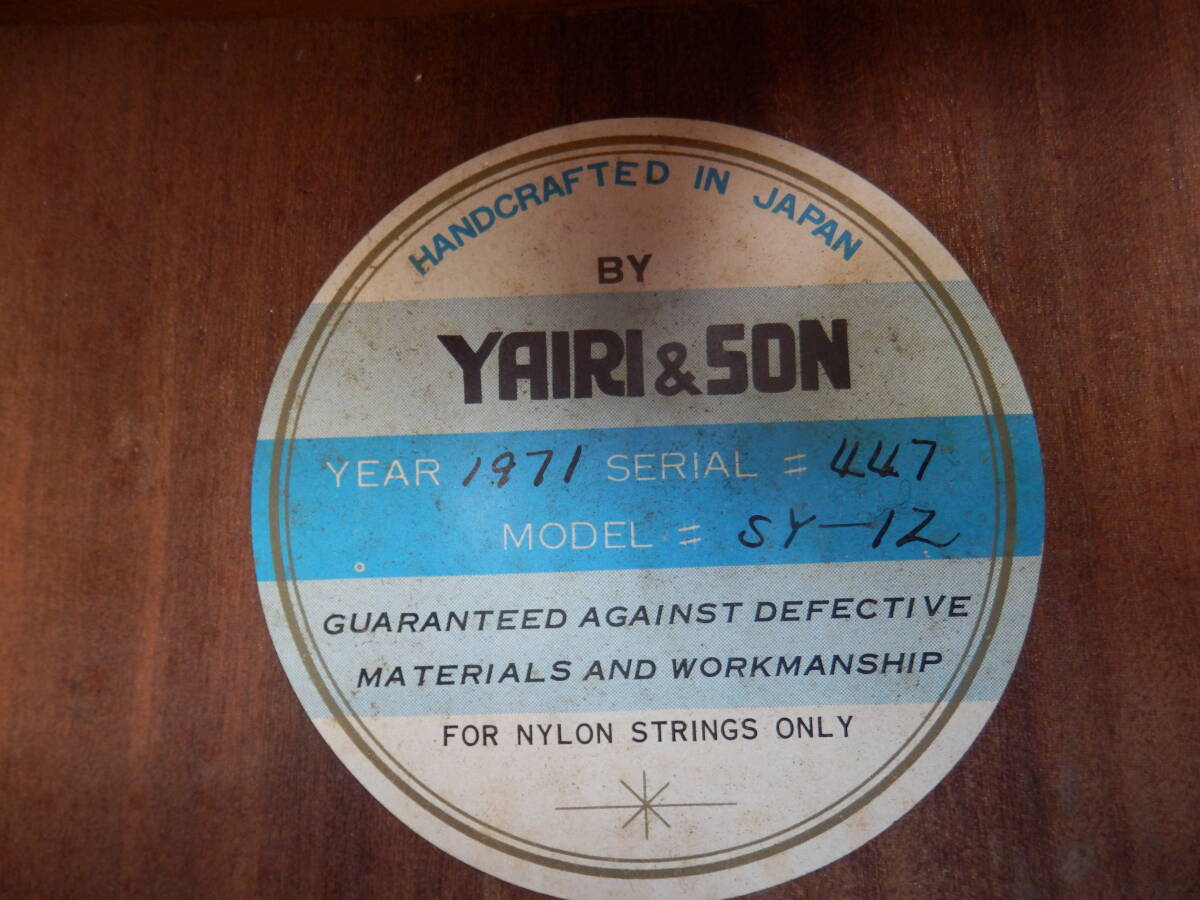 HANDCRAFTED IN JAPAN
BY
YAIRI & SON
YEAR 1971 SERIAL # 447
MODEL # SY-12
GUARANTEED AGAINST DEFECTIVE
MATERIALS AND WORKMANSHIP
FOR NYLON STRINGS ONLY